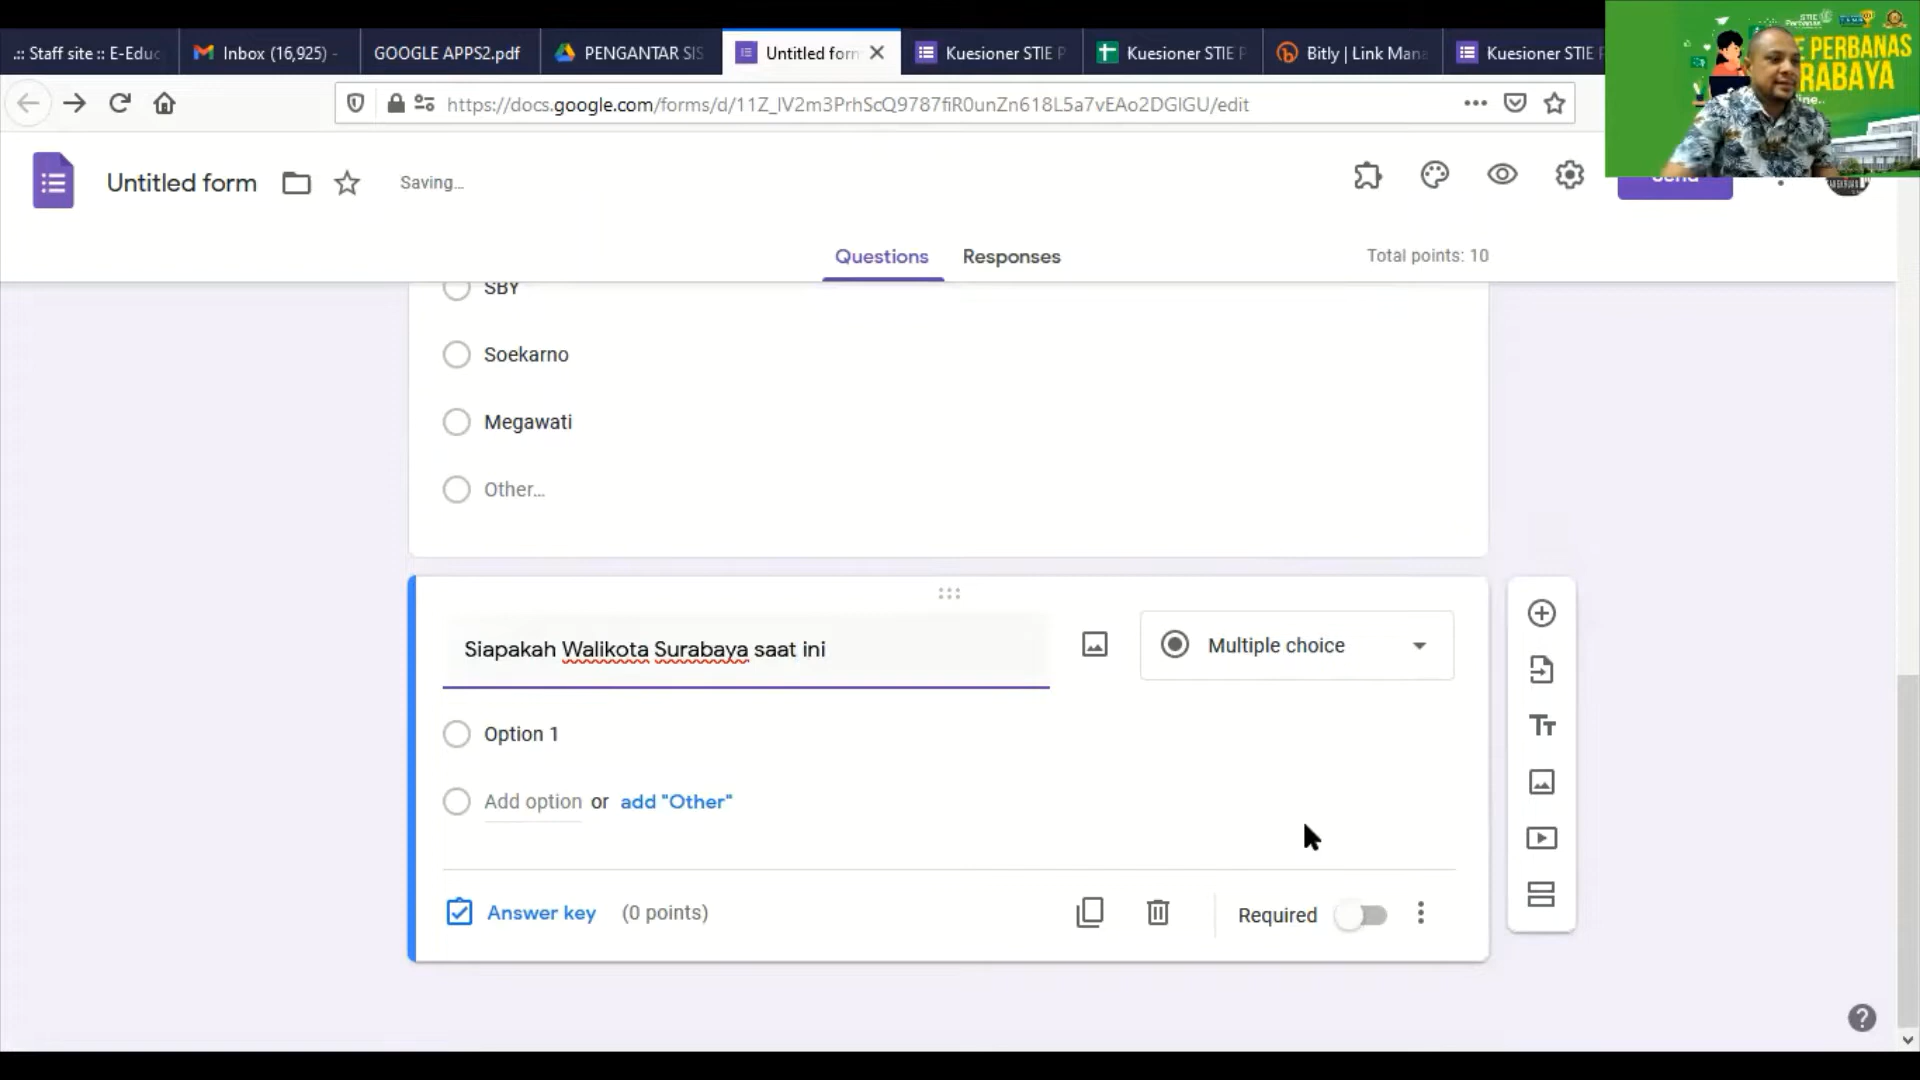 .:: Staff site :: E-Educ
Inbox (16,925) -
GOOGLE APPS2.pdf
PENGANTAR SIS
Untitled form
Kuesioner STIE P
Kuesioner STIE P
Bitly | Link Mana
Kuesioner STIE P
E PERBANAS
RABAYA
https://docs.google.com/forms/d/11Z_lV2m3PrhScQ9787fiR0unZn618L5a7vEAo2DGlGU/edit
Untitled form
Saving...
Send
Questions
Responses
Total points: 10
SBY
Soekarno
Megawati
Other...
Siapakah Walikota Surabaya saat ini
Multiple choice
Option 1
Add option or add "Other"
Answer key (0 points)
Required